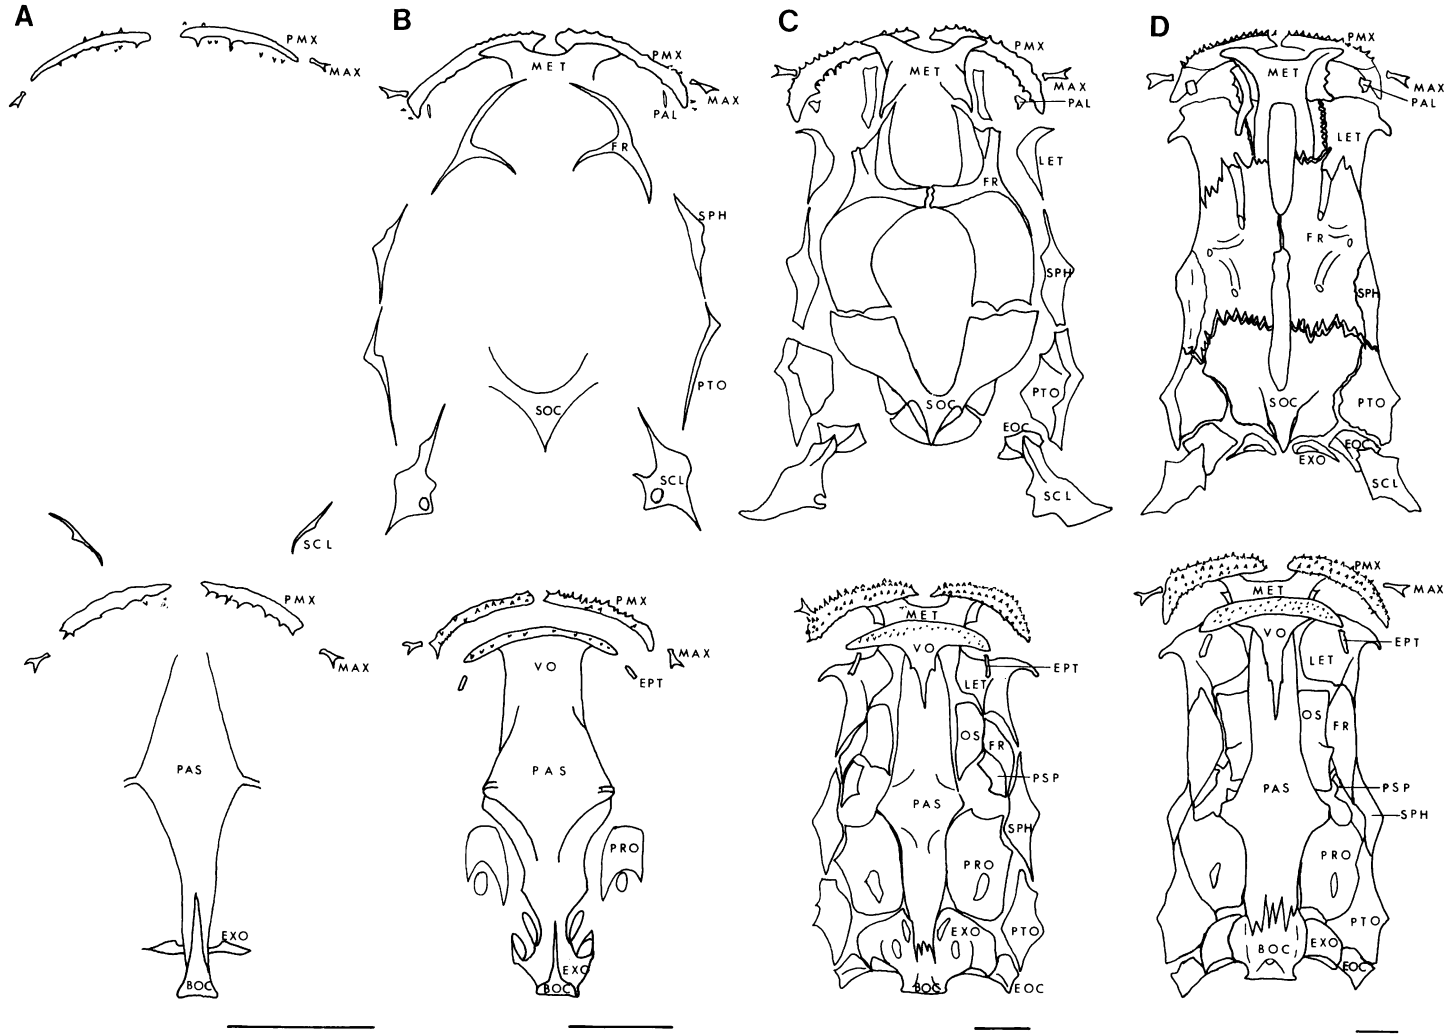 A
PMX
MAX
SCL
PMX
MAX
PAS
EXO
BOC
B
MET
PMX
MAX
PAL
FR
SPH
PTO
SOC
SCL
PMX
VO
MAX
EPT
PAS
PRO
EXO
BOC
C
PMX
MET
MAX
PAL
LET
FR
SPH
PTO
SOC
EOC
SCL
MET
VO
EPT
LET
OS
FR
PSP
PAS
SPH
PRO
EXO
PTO
BOC
EOC
D
PMX
MET
MAX
PAL
LET
FR
SPH
SOC
PTO
EOC
EXO
SCL
PMX
MET
MAX
VO
EPT
LET
OS
FR
PAS
PSP
SPH
PRO
PTO
BOC
EXO
EOC